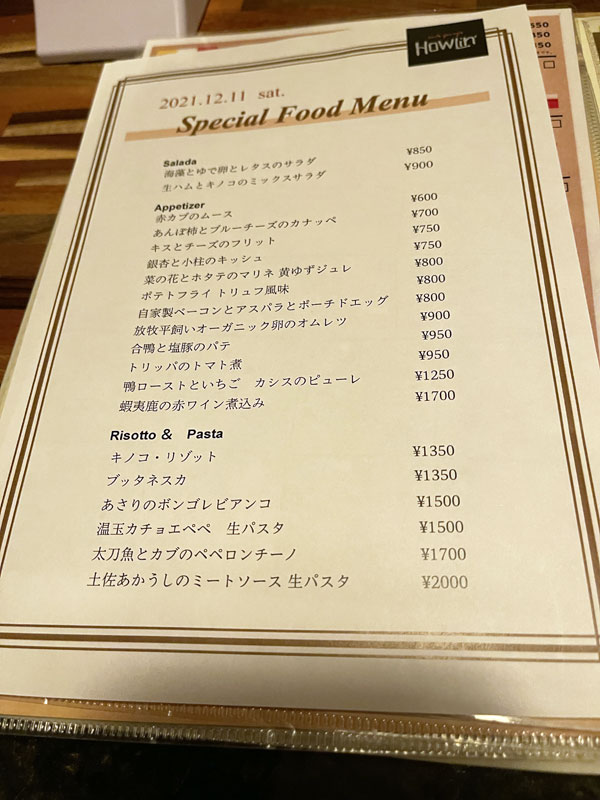 Howlin'
2021.12.11 sat.
Special Food Menu
Salada
海藻とゆで卵とレタスのサラダ ¥850
生ハムとキノコのミックスサラダ ¥900
Appetizer
赤カブのムース ¥600
あんぽ柿とブルーチーズのカナッペ ¥700
キスとチーズのフリット ¥750
銀杏と小柱のキッシュ ¥750
菜の花とホタテのマリネ 黄ゆずジュレ ¥800
ポテトフライ トリュフ風味 ¥800
自家製ベーコンとアスパラとポーチドエッグ ¥800
放牧平飼いオーガニック卵のオムレツ ¥900
合鴨と塩豚のパテ ¥950
トリッパのトマト煮 ¥950
鴨ローストといちご カシスのピューレ ¥1250
蝦夷鹿の赤ワイン煮込み ¥1700
Risotto & Pasta
キノコ・リゾット ¥1350
プッタネスカ ¥1350
あさりのボンゴレビアンコ ¥1500
温玉カチョエペペ 生パスタ ¥1500
太刀魚とカブのペペロンチーノ ¥1700
土佐あかうしのミートソース 生パスタ ¥2000